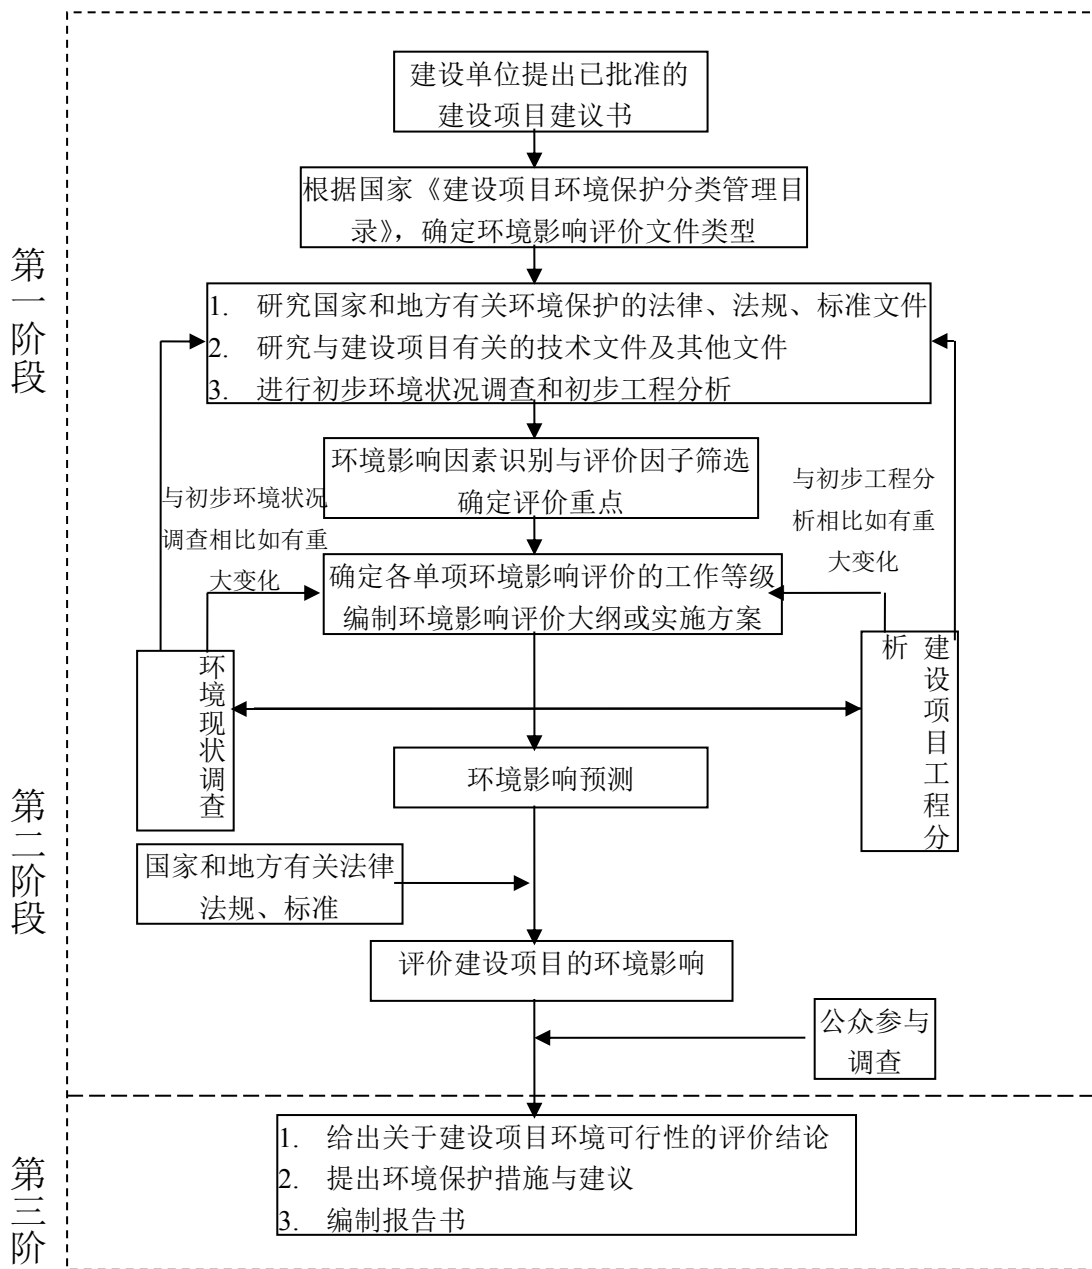 建设单位提出已批准的
建设项目建议书
根据国家《建设项目环境保护分类管理目
录》，确定环境影响评价文件类型
第一阶段
1. 研究国家和地方有关环境保护的法律、法规、标准文件
2. 研究与建设项目有关的技术文件及其他文件
3. 进行初步环境状况调查和初步工程分析
环境影响因素识别与评价因子筛选
确定评价重点
与初步环境状况
调查相比如有重
大变化
与初步工程分
析相比如有重
大变化
确定各单项环境影响评价的工作等级
编制环境影响评价大纲或实施方案
环境现状调查
建设项目工程分
析
环境影响预测
第二阶段
国家和地方有关法律
法规、标准
评价建设项目的环境影响
公众参与
调查
第三阶
1. 给出关于建设项目环境可行性的评价结论
2. 提出环境保护措施与建议
3. 编制报告书